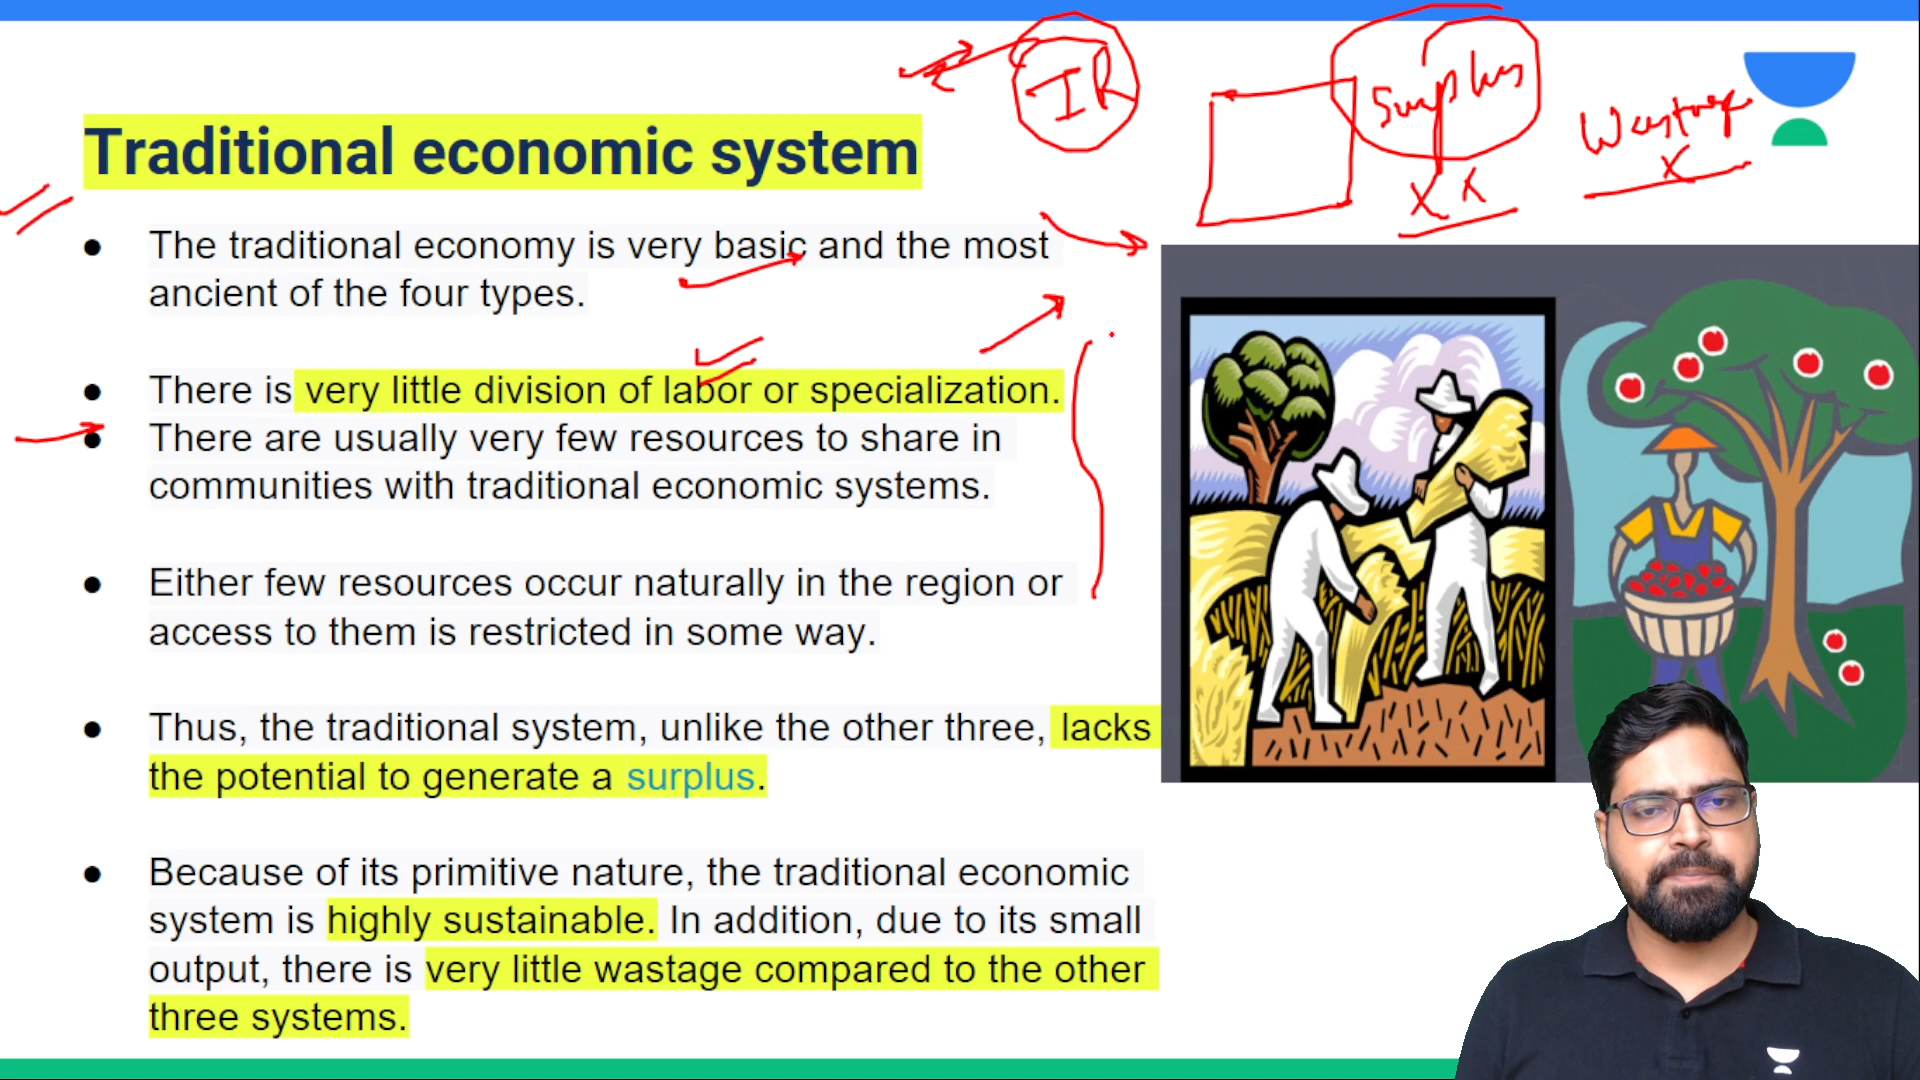 IR
Surplus
Wastage
X X
X
Traditional economic system
● The traditional economy is very basic and the most
ancient of the four types.
● There is very little division of labor or specialization.
● There are usually very few resources to share in
communities with traditional economic systems.
● Either few resources occur naturally in the region or
access to them is restricted in some way.
● Thus, the traditional system, unlike the other three, lacks
the potential to generate a surplus.
● Because of its primitive nature, the traditional economic
system is highly sustainable. In addition, due to its small
output, there is very little wastage compared to the other
three systems.